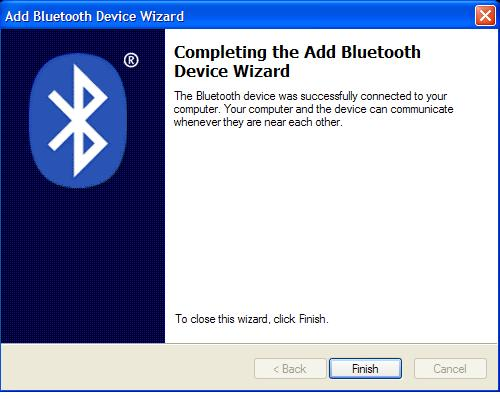 Add Bluetooth Device Wizard
®
Completing the Add Bluetooth
Device Wizard
The Bluetooth device was successfully connected to your
computer. Your computer and the device can communicate
whenever they are near each other.
To close this wizard, click Finish.
< Back
Finish
Cancel